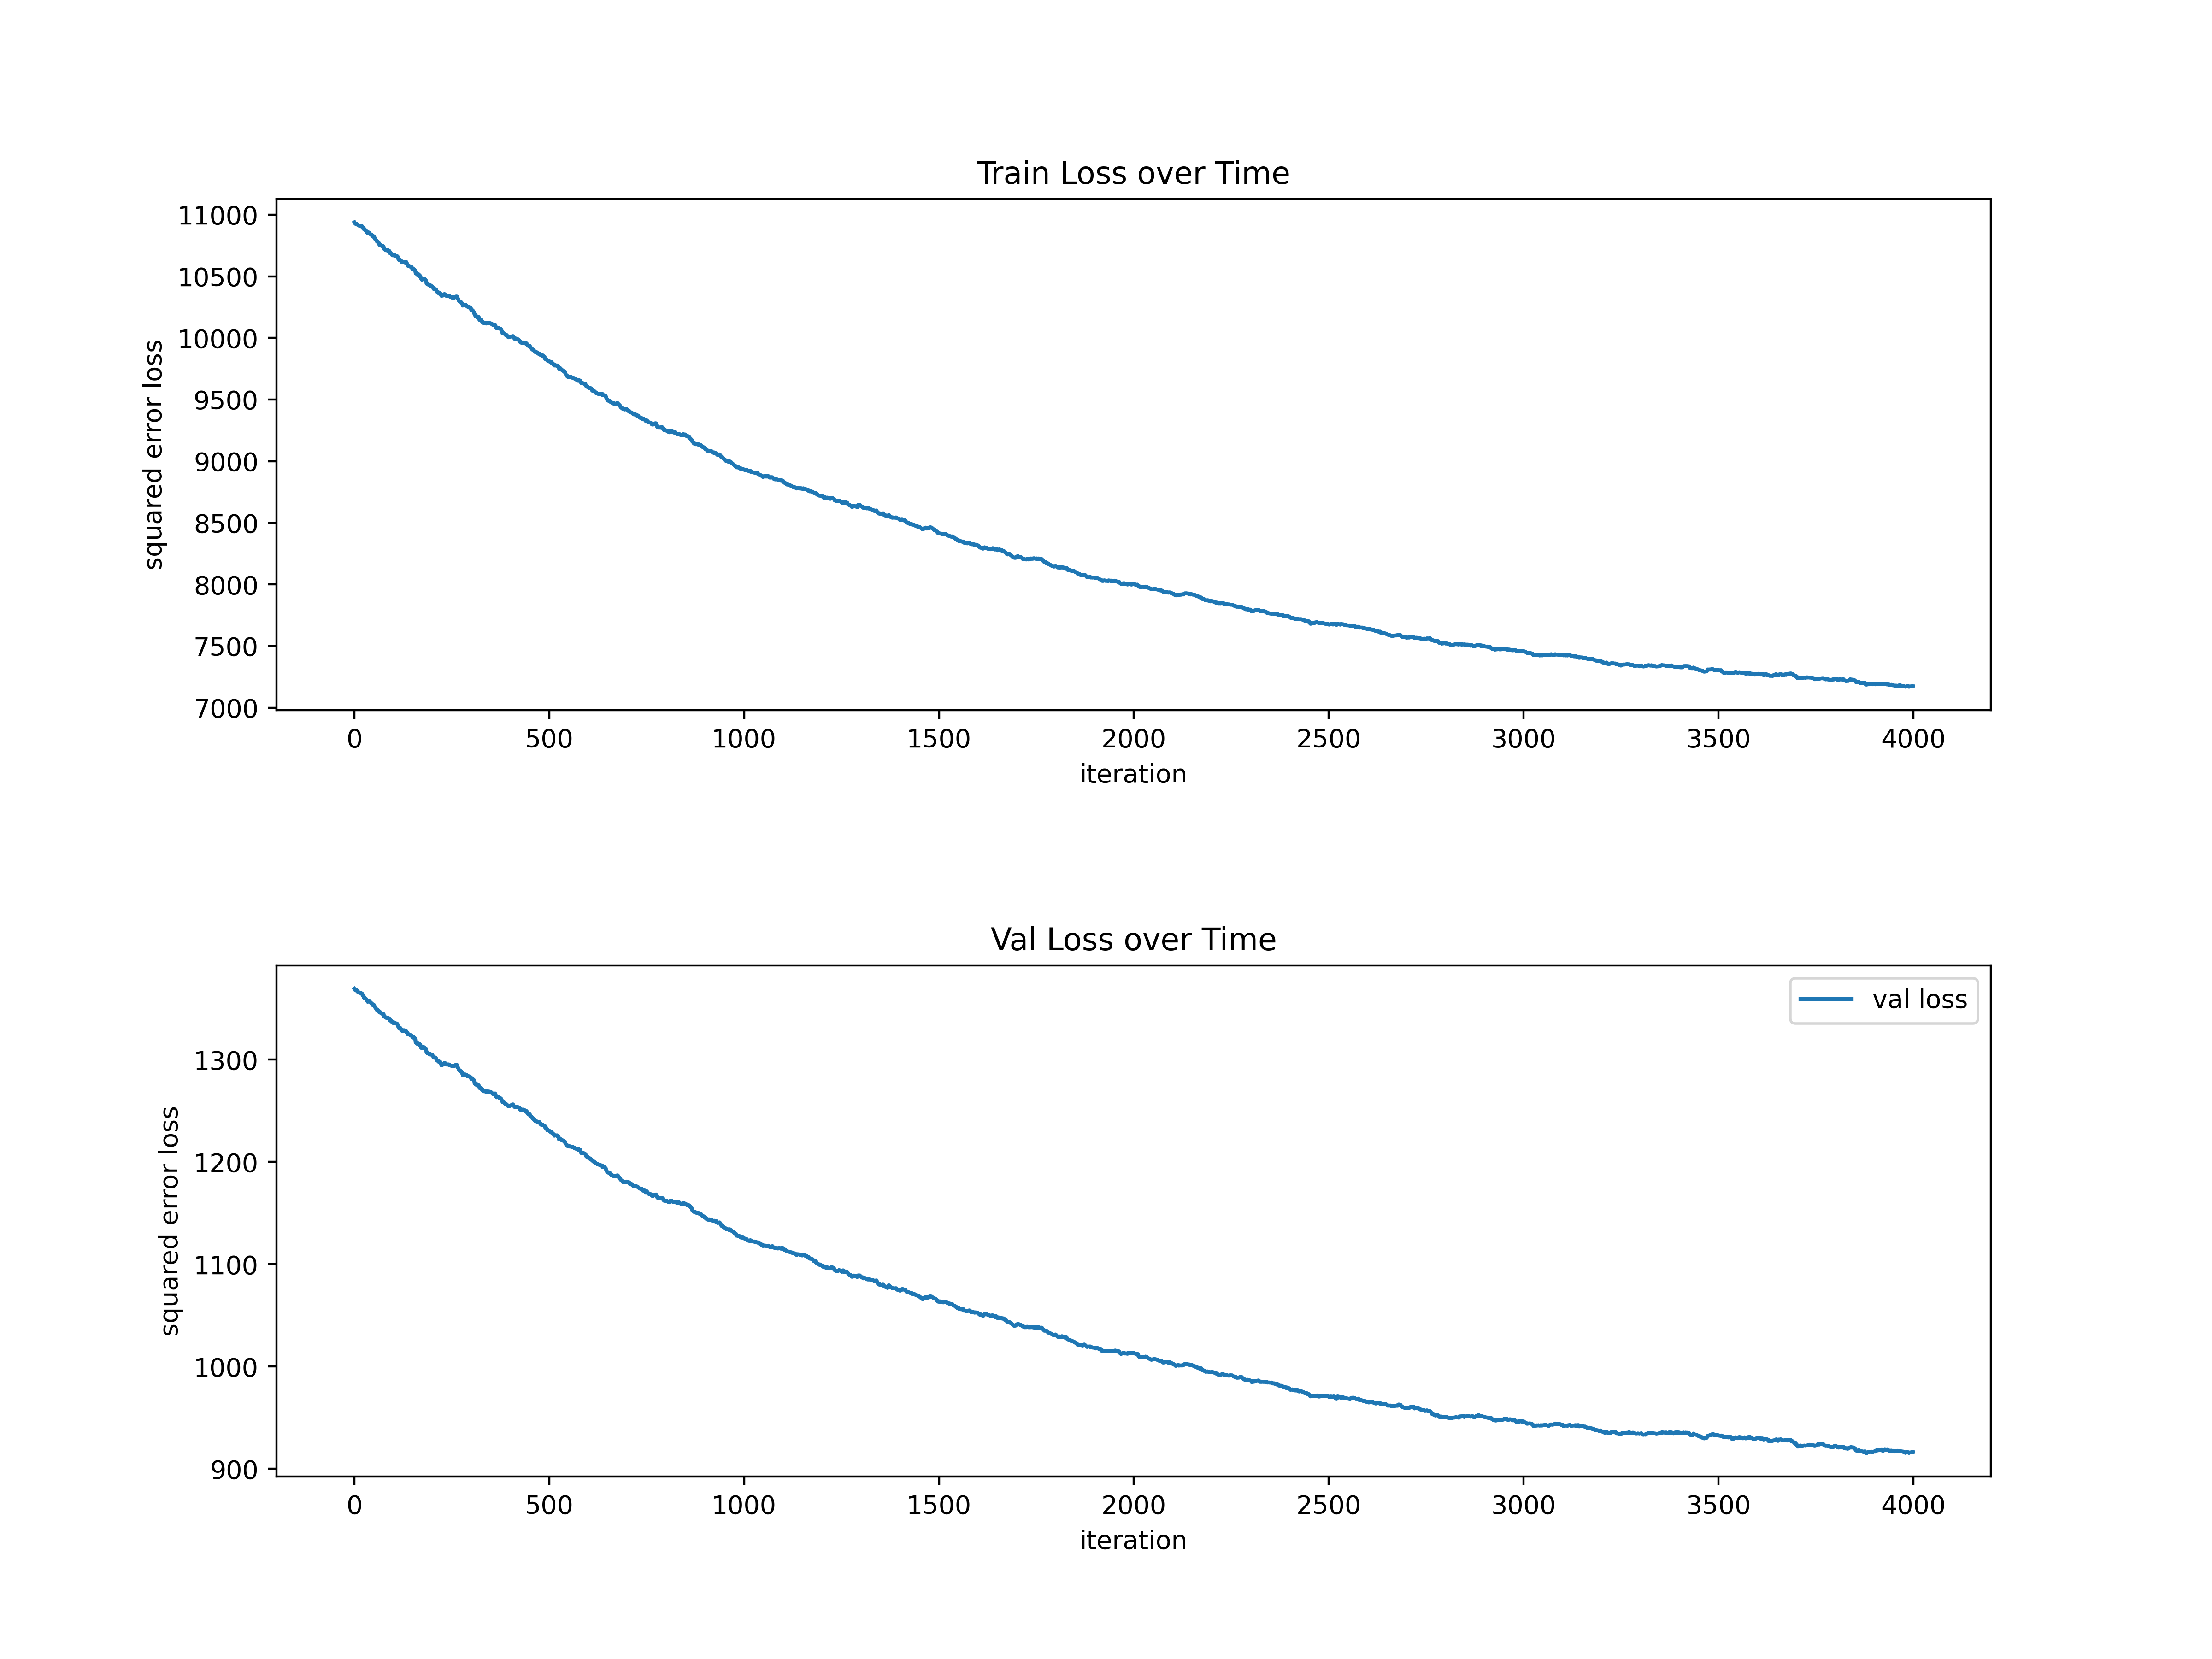 Train Loss over Time
11000
10500
10000
9500
9000
8500
8000
7500
7000
squared error loss
0 500 1000 1500 2000 2500 3000 3500 4000
iteration
Val Loss over Time
val loss
1300
1200
1100
1000
900
squared error loss
0 500 1000 1500 2000 2500 3000 3500 4000
iteration